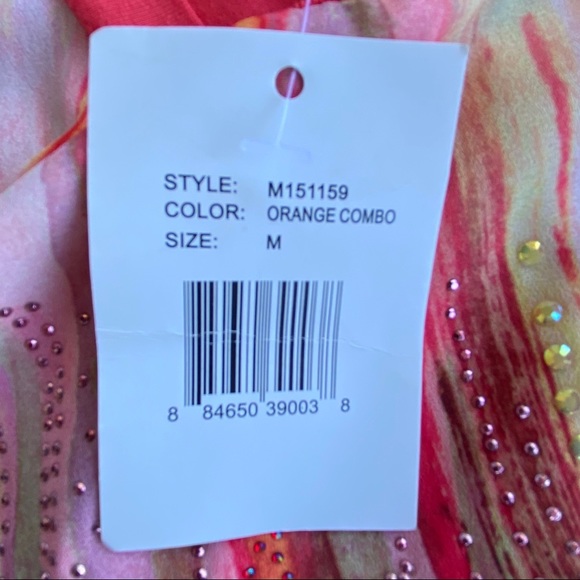 STYLE: M151159
COLOR: ORANGE COMBO
SIZE: M
8 84650 39003 8